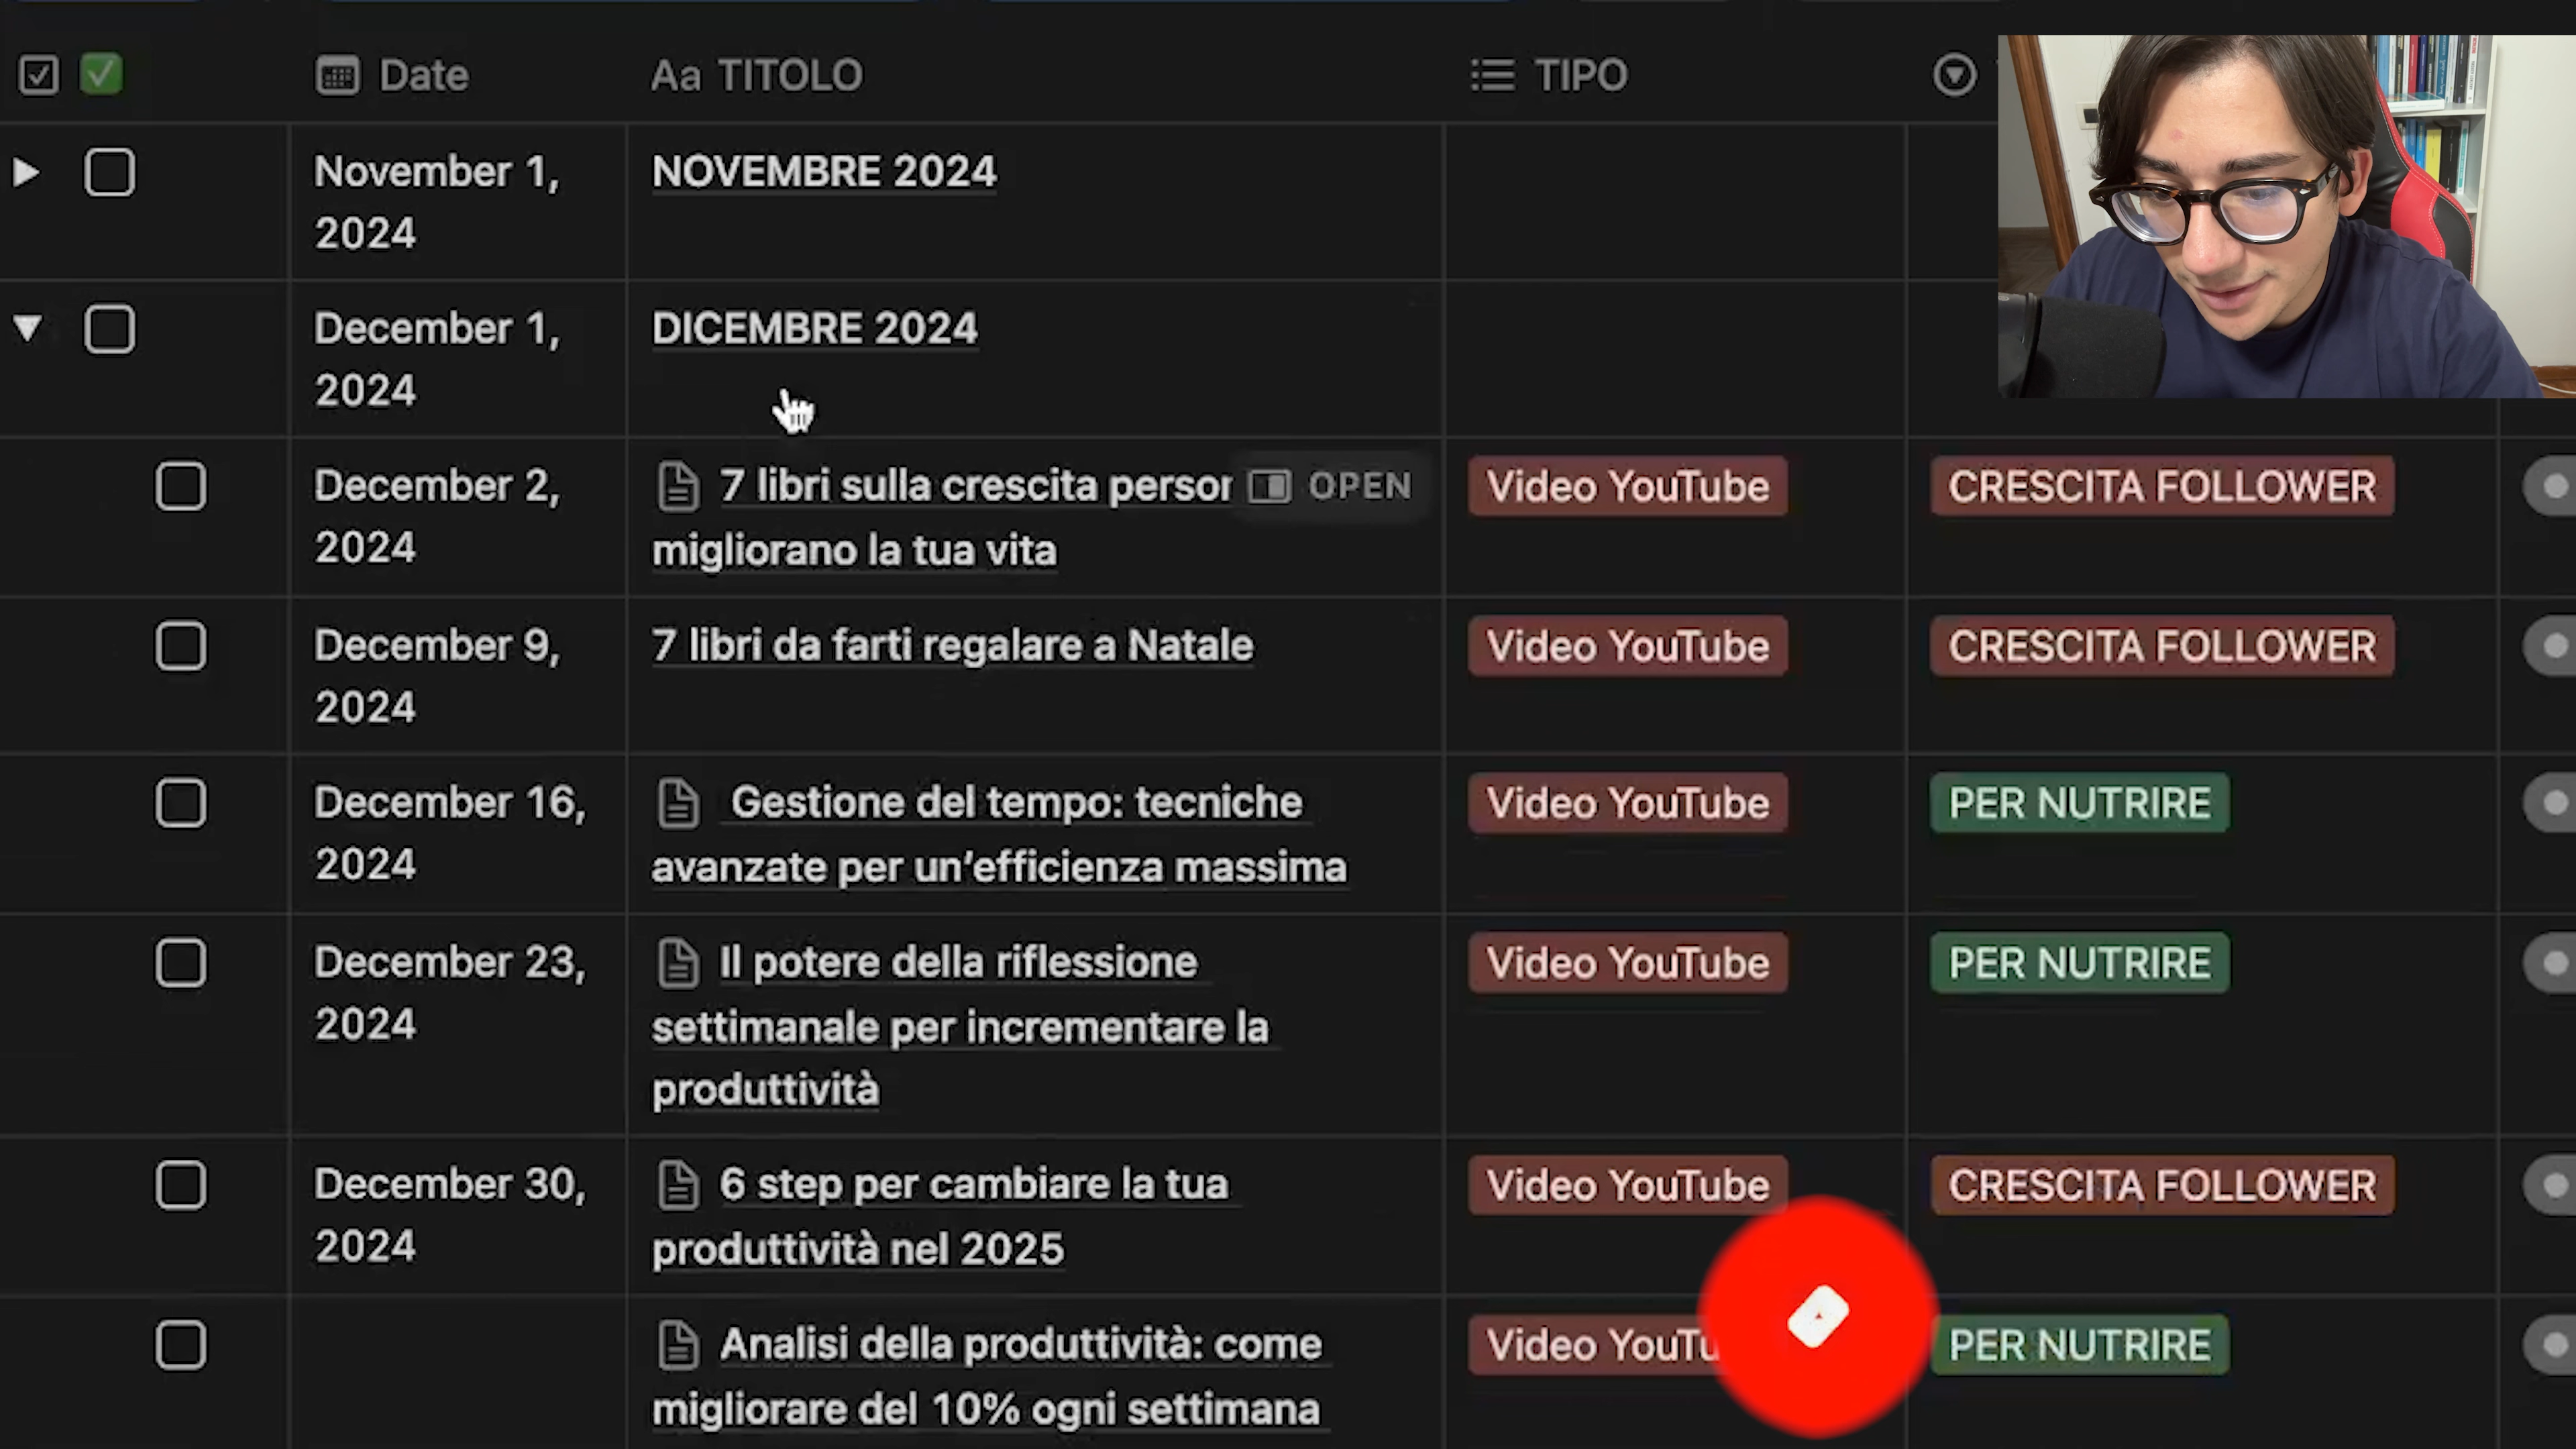 Date
Aa TITOLO
TIPO
November 1,
2024
NOVEMBRE 2024
December 1,
2024
DICEMBRE 2024
December 2,
2024
7 libri sulla crescita
OPEN
migliorano la tua vita
Video YouTube
CRESCITA FOLLOWER
December 9,
2024
7 libri da farti regalare a Natale
Video YouTube
CRESCITA FOLLOWER
December 16,
2024
Gestione del tempo: tecniche
avanzate per un’efficienza massima
Video YouTube
PER NUTRIRE
December 23,
2024
Il potere della riflessione
settimanale per incrementare la
produttività
Video YouTube
PER NUTRIRE
December 30,
2024
6 step per cambiare la tua
produttività nel 2025
Video YouTube
CRESCITA FOLLOWER
Analisi della produttività: come
migliorare del 10% ogni settimana
Video
PER NUTRIRE